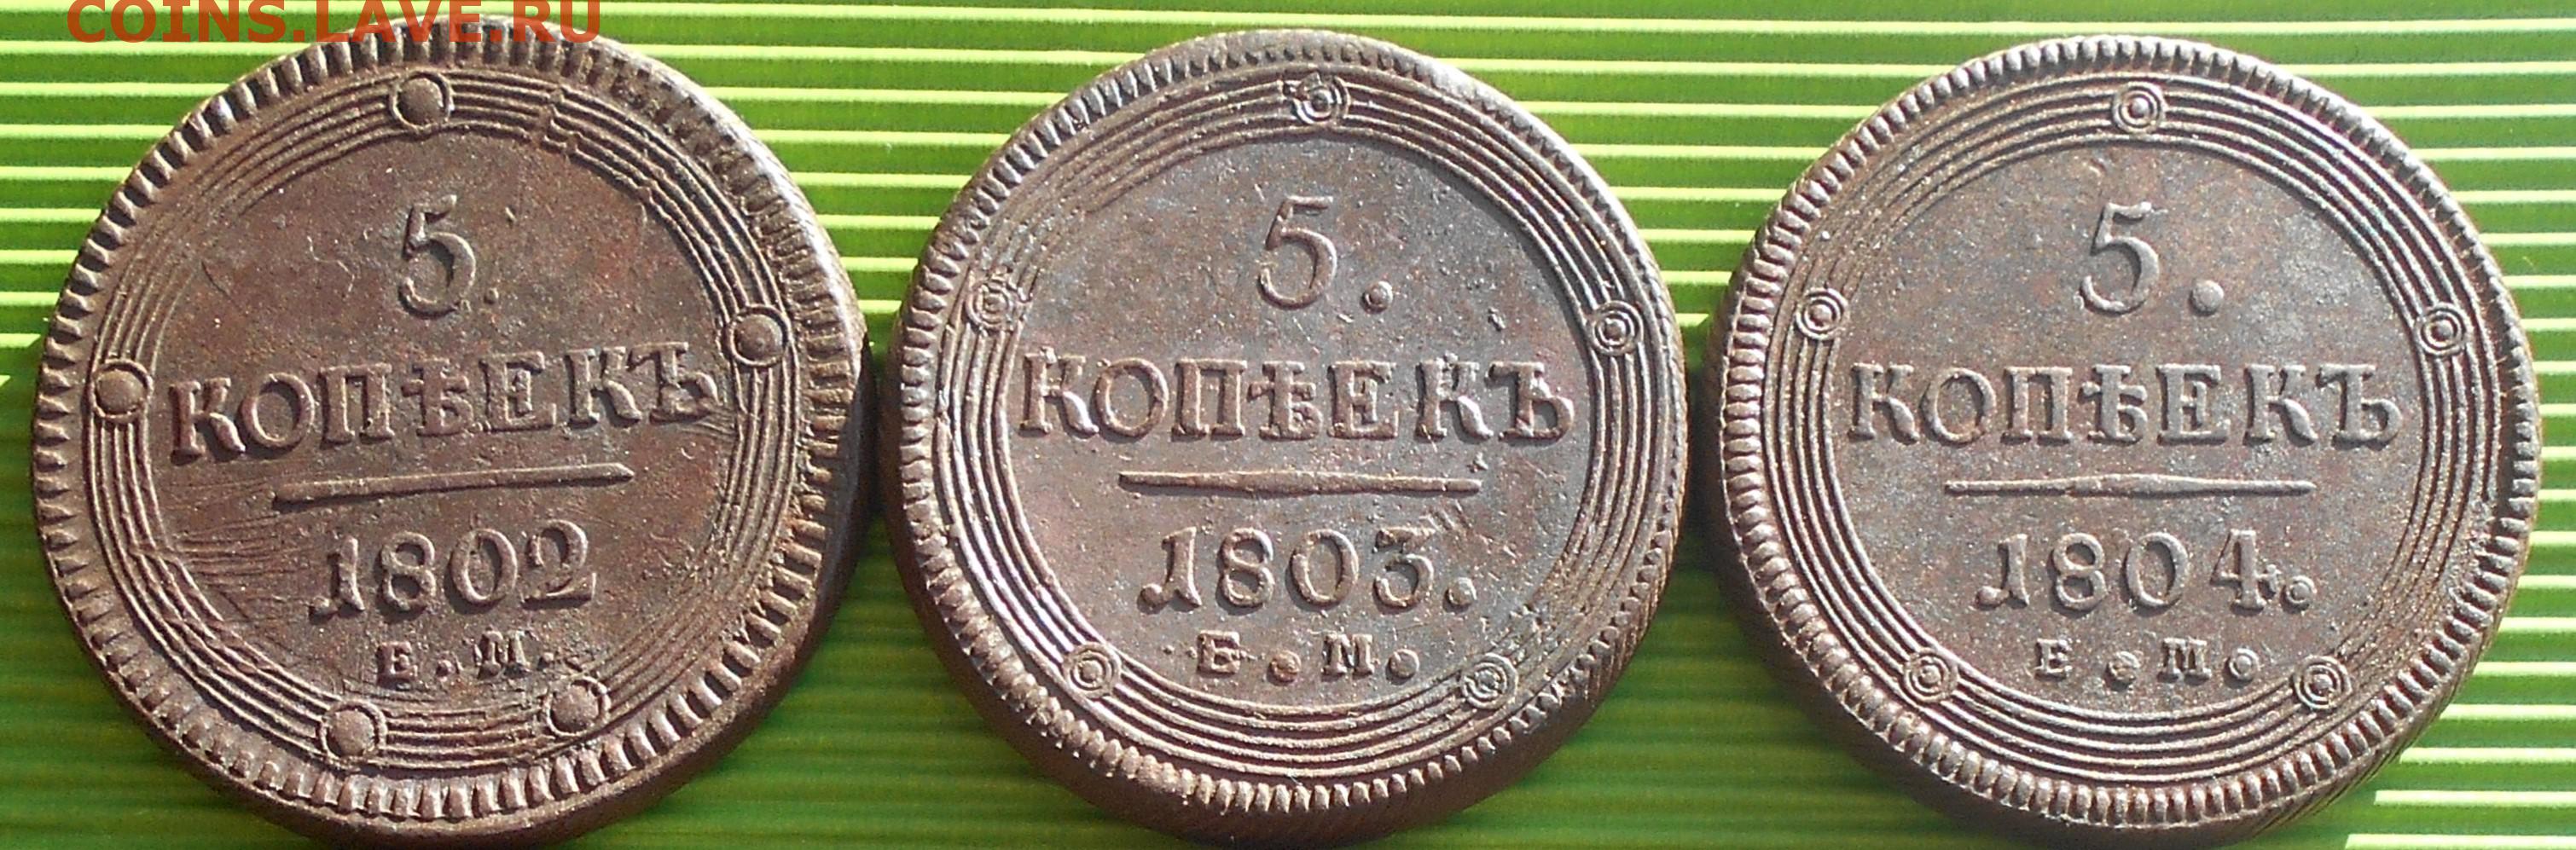 COINS.LAVE.RU
5.
КОПѢЕКЪ
1802
Е.М.
5.
КОПѢЕКЪ
1803.
Е.М.
5.
КОПѢЕКЪ
1804.
Е.М.